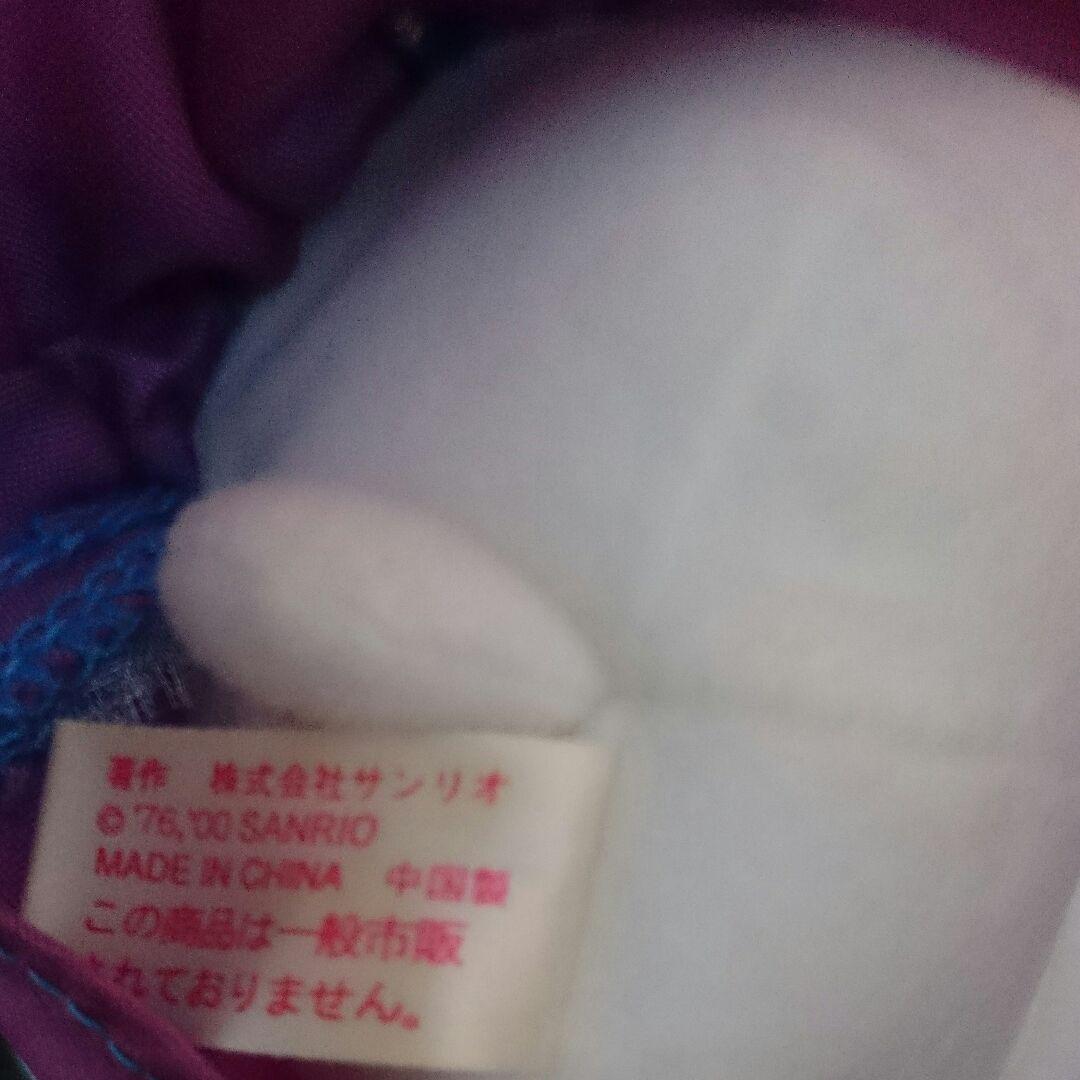 著作　株式会社サンリオ
© '76,'00 SANRIO
MADE IN CHINA　中国製
この商品は一般市販
されておりません。